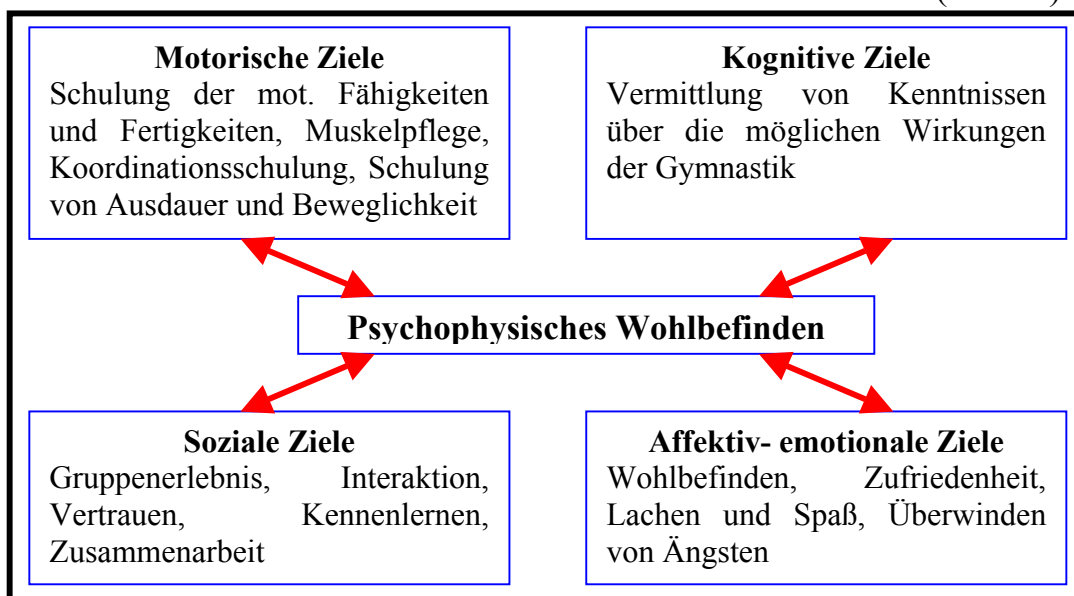 Motorische Ziele
Schulung der mot. Fähigkeiten
und Fertigkeiten, Muskelpflege,
Koordinationsschulung, Schulung
von Ausdauer und Beweglichkeit
Kognitive Ziele
Vermittlung von Kenntnissen
über die möglichen Wirkungen
der Gymnastik
Psychophysisches Wohlbefinden
Soziale Ziele
Gruppenerlebnis, Interaktion,
Vertrauen, Kennenlernen,
Zusammenarbeit
Affektiv- emotionale Ziele
Wohlbefinden, Zufriedenheit,
Lachen und Spaß, Überwinden
von Ängsten